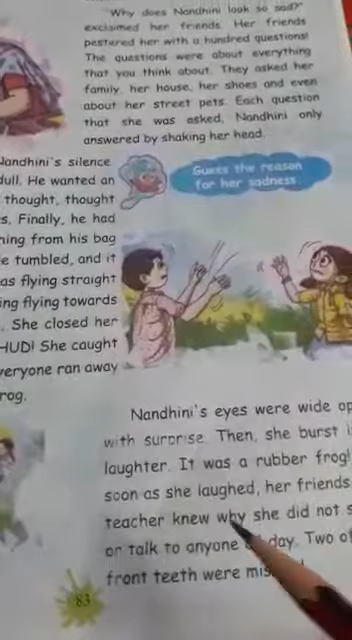 "Why does Nandhini look so sad?"
exclaimed her friends. Her friends
pestered her with a hundred questions!
The questions were about everything
that you think about. They asked her
family, her house, her shoes and even
about her street pets. Each question
that she was asked, Nandhini only
answered by shaking her head.
Nandhini's silence
dull. He wanted an
thought, thought
s. Finally, he had
from his bag
tumbled, and it
as flying straight
flying towards
She closed her
HUD! She caught
everyone ran away
rog.
Guess the reason
for her sadness
Nandhini's eyes were wide op
with surprise. Then, she burst i
laughter. It was a rubber frog!
soon as she laughed, her friends
teacher knew why she did not s
or talk to anyone day. Two of
front teeth were mis
83